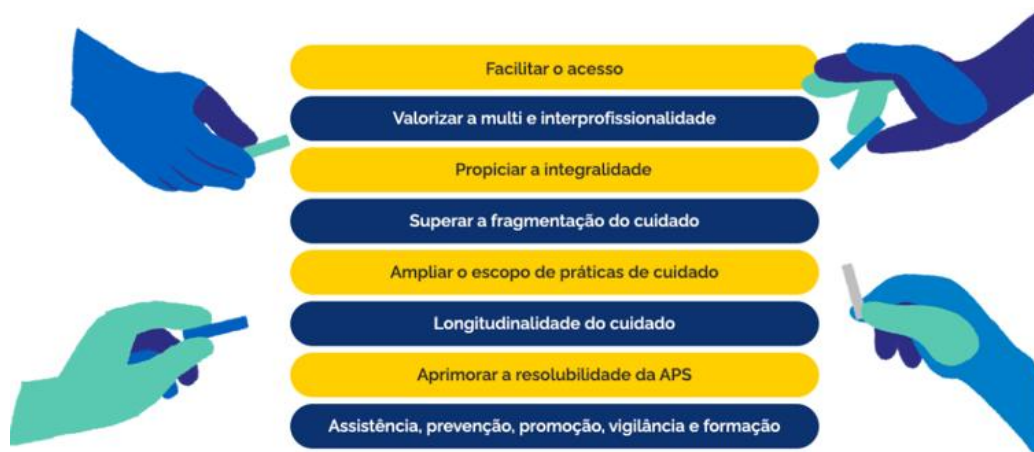 Facilitar o acesso
Valorizar a multi e interprofissionalidade
Propiciar a integralidade
Superar a fragmentação do cuidado
Ampliar o escopo de práticas de cuidado
Longitudinalidade do cuidado
Aprimorar a resolubilidade da APS
Assistência, prevenção, promoção, vigilância e formação